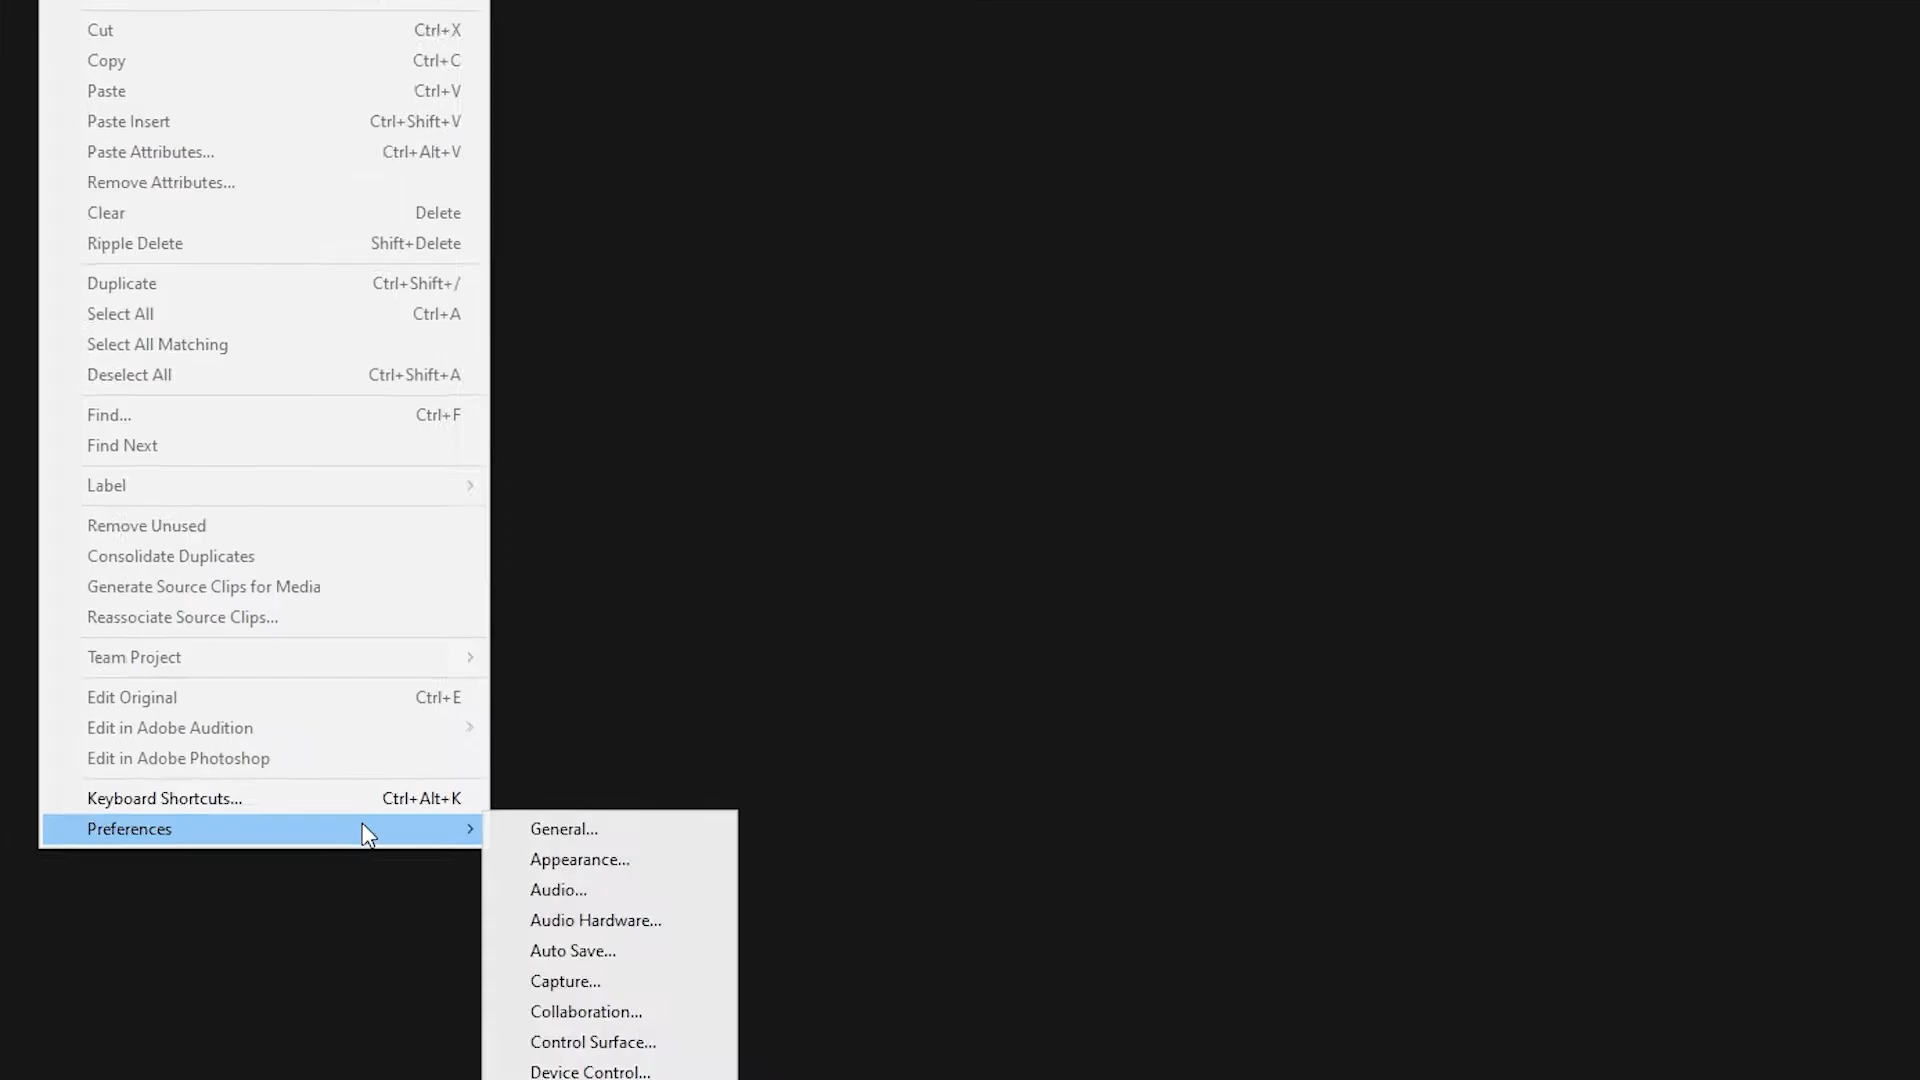 Cut Ctrl+X
Copy Ctrl+C
Paste Ctrl+V
Paste Insert Ctrl+Shift+V
Paste Attributes... Ctrl+Alt+V
Remove Attributes...
Clear Delete
Ripple Delete Shift+Delete
Duplicate Ctrl+Shift+/
Select All Ctrl+A
Select All Matching
Deselect All Ctrl+Shift+A
Find... Ctrl+F
Find Next
Label
Remove Unused
Consolidate Duplicates
Generate Source Clips for Media
Reassociate Source Clips...
Team Project
Edit Original Ctrl+E
Edit in Adobe Audition
Edit in Adobe Photoshop
Keyboard Shortcuts... Ctrl+Alt+K
Preferences
General...
Appearance...
Audio...
Audio Hardware...
Auto Save...
Capture...
Collaboration...
Control Surface...
Device Control...